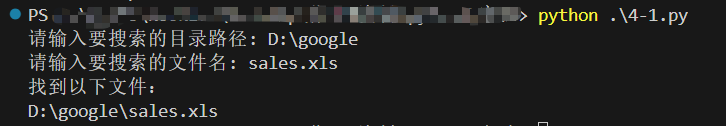 PS > python .\4-1.py
请输入要搜索的目录路径: D:\google
请输入要搜索的文件名: sales.xls
找到以下文件:
D:\google\sales.xls